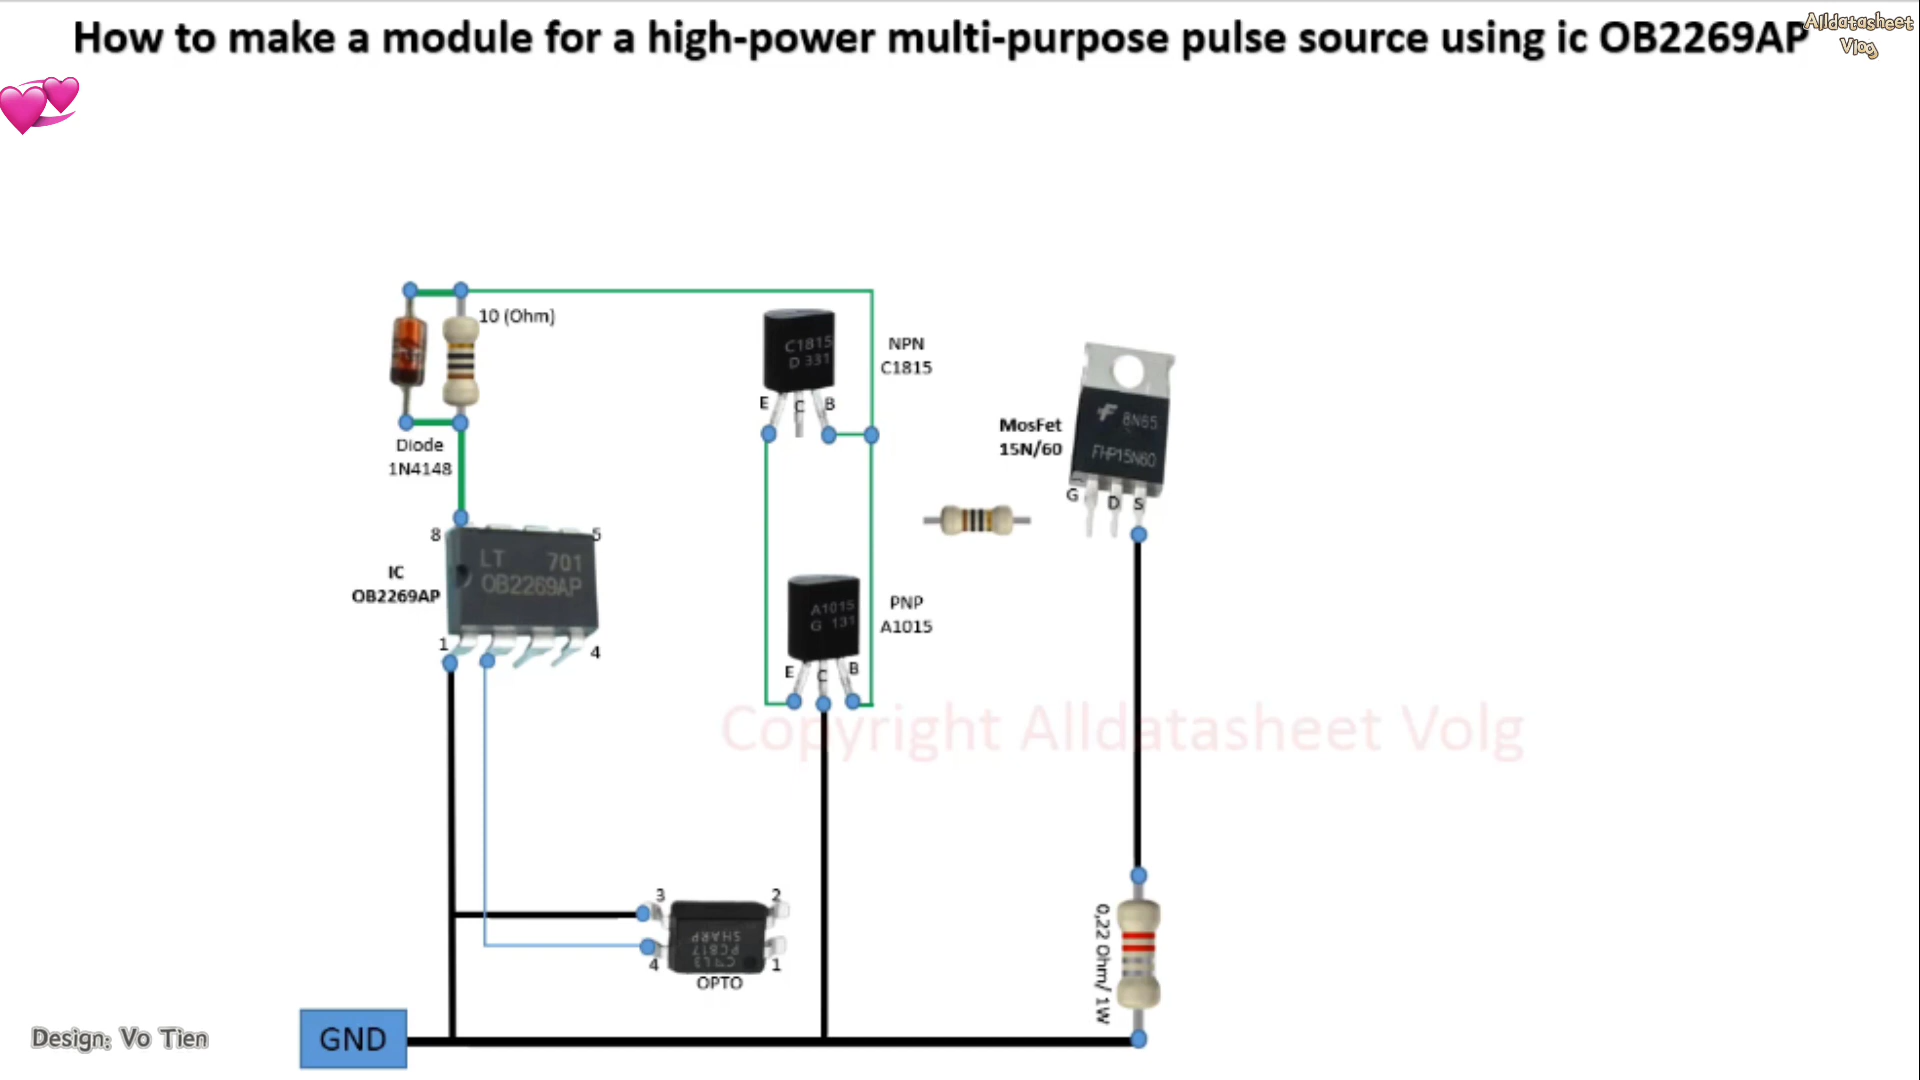 How to make a module for a high-power multi-purpose pulse source using ic OB2269AP
Alldatasheet
Vlog
10 (Ohm)
C1815
D 331
NPN
C1815
E C B
MosFet
15N/60
8N65
FHP15N60
G D S
Diode
1N4148
8 5
IC
OB2269AP
LT 701
OB2269AP
1 4
A1015
G 131
PNP
A1015
E C B
Copyright Alldatasheet Volg
3 2
SHARP
PC817
4 1
OPTO
0,22 Ohm/ 1W
GND
Design: Vo Tien